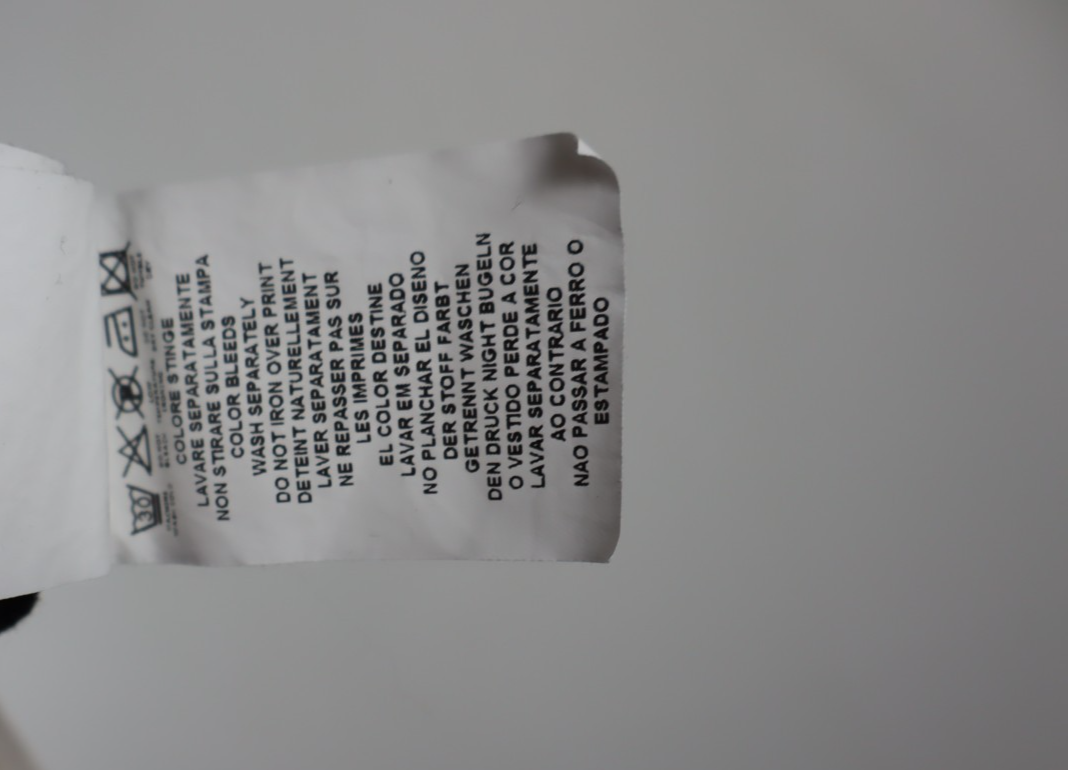 30
COLORE STINGE
LAVARE SEPARATAMENTE
NON STIRARE SULLA STAMPA
COLOR BLEEDS
WASH SEPARATELY
DO NOT IRON OVER PRINT
DETEINT NATURELLEMENT
LAVER SEPARATAMENT
NE REPASSER PAS SUR
LES IMPRIMES
EL COLOR DESTINE
LAVAR EM SEPARADO
NO PLANCHAR EL DISENO
DER STOFF FARBT
GETRENNT WASCHEN
DEN DRUCK NIGHT BUGELN
O VESTIDO PERDE A COR
LAVAR SEPARATAMENTE
AO CONTRARIO
NAO PASSAR A FERRO O
ESTAMPADO